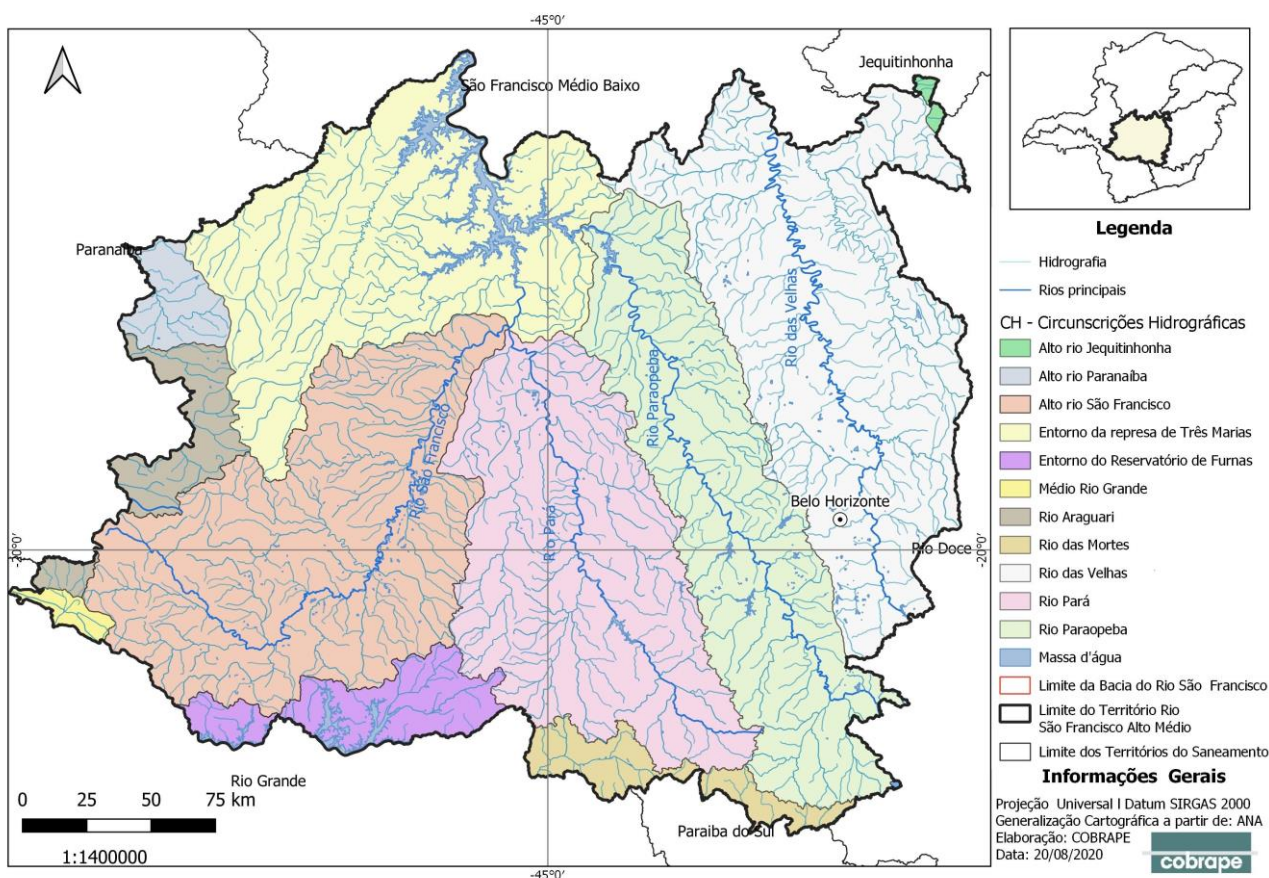 -45°0'
Jequitinhonha
São Francisco Médio Baixo
Paranaíba
Rio das Velhas
Rio Paraopeba
Rio São Francisco
Rio Pará
Belo Horizonte
-20°0'
Rio Doce
-20°0'
Rio Grande
0 25 50 75 km
Paraiba do Sul
1:1400000
-45°0'
Legenda
Hidrografia
Rios principais
CH - Circunscrições Hidrográficas
Alto rio Jequitinhonha
Alto rio Paranaíba
Alto rio São Francisco
Entorno da represa de Três Marias
Entorno do Reservatório de Furnas
Médio Rio Grande
Rio Araguari
Rio das Mortes
Rio das Velhas
Rio Pará
Rio Paraopeba
Massa d'água
Limite da Bacia do Rio São Francisco
Limite do Território Rio
São Francisco Alto Médio
Limite dos Territórios do Saneamento
Informações Gerais
Projeção Universal I Datum SIRGAS 2000
Generalização Cartográfica a partir de: ANA
Elaboração: COBRAPE
Data: 20/08/2020
cobrape